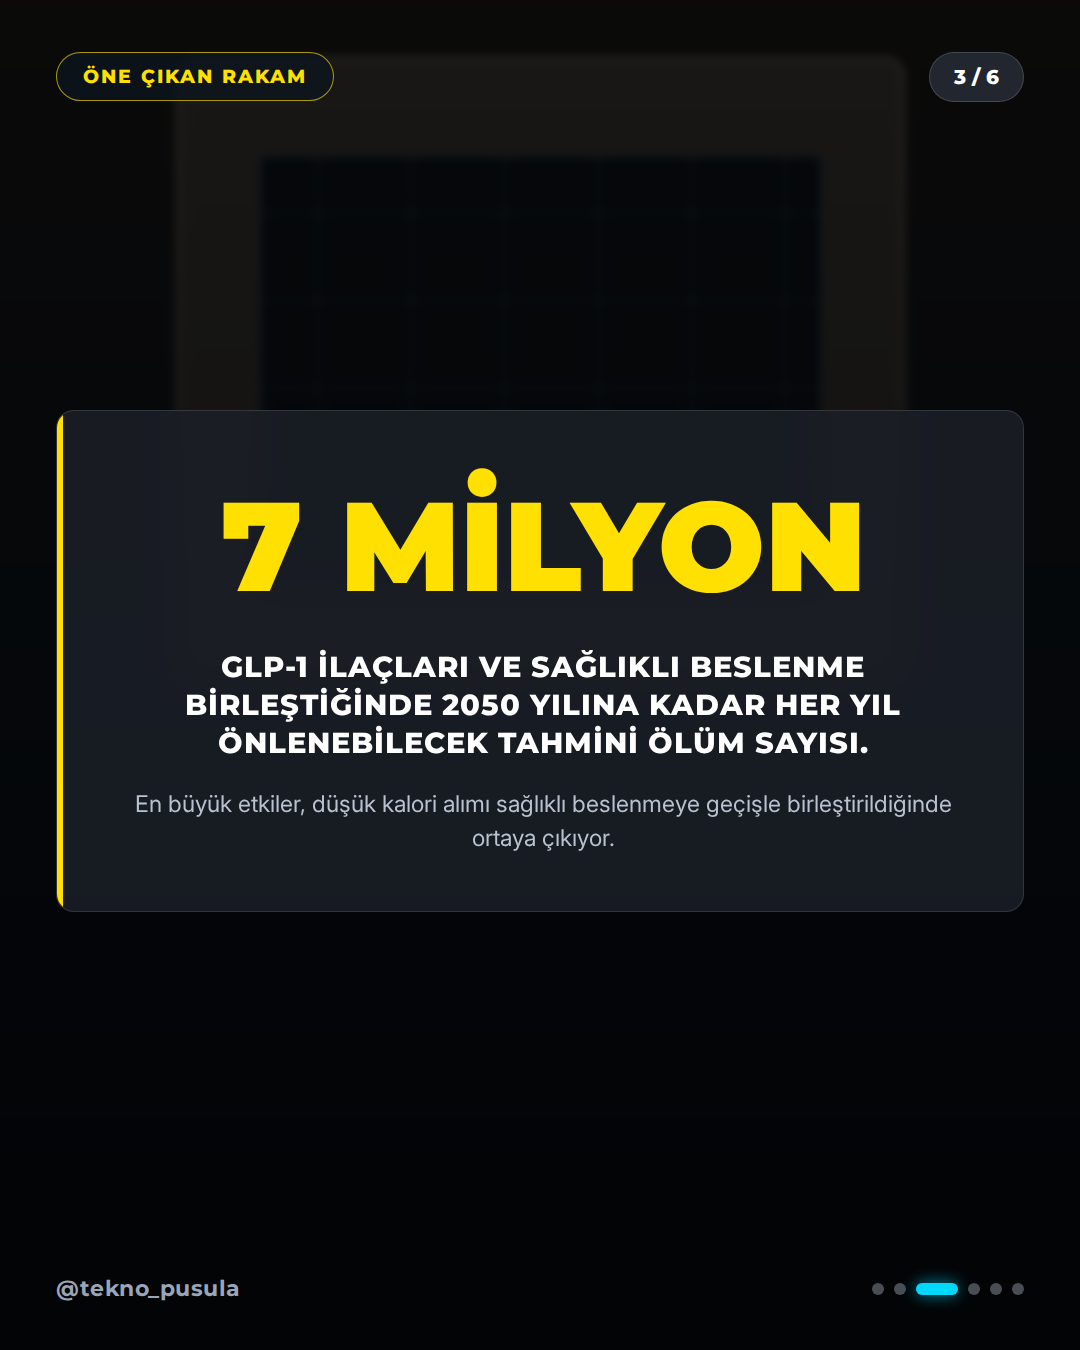 ÖNE ÇIKAN RAKAM
3 / 6
7 MİLYON
GLP-1 İLAÇLARI VE SAĞLIKLI BESLENME
BİRLEŞTİĞİNDE 2050 YILINA KADAR HER YIL
ÖNLENEBİLECEK TAHMİNİ ÖLÜM SAYISI.
En büyük etkiler, düşük kalori alımı sağlıklı beslenmeye geçişle birleştirildiğinde
ortaya çıkıyor.
@tekno_pusula